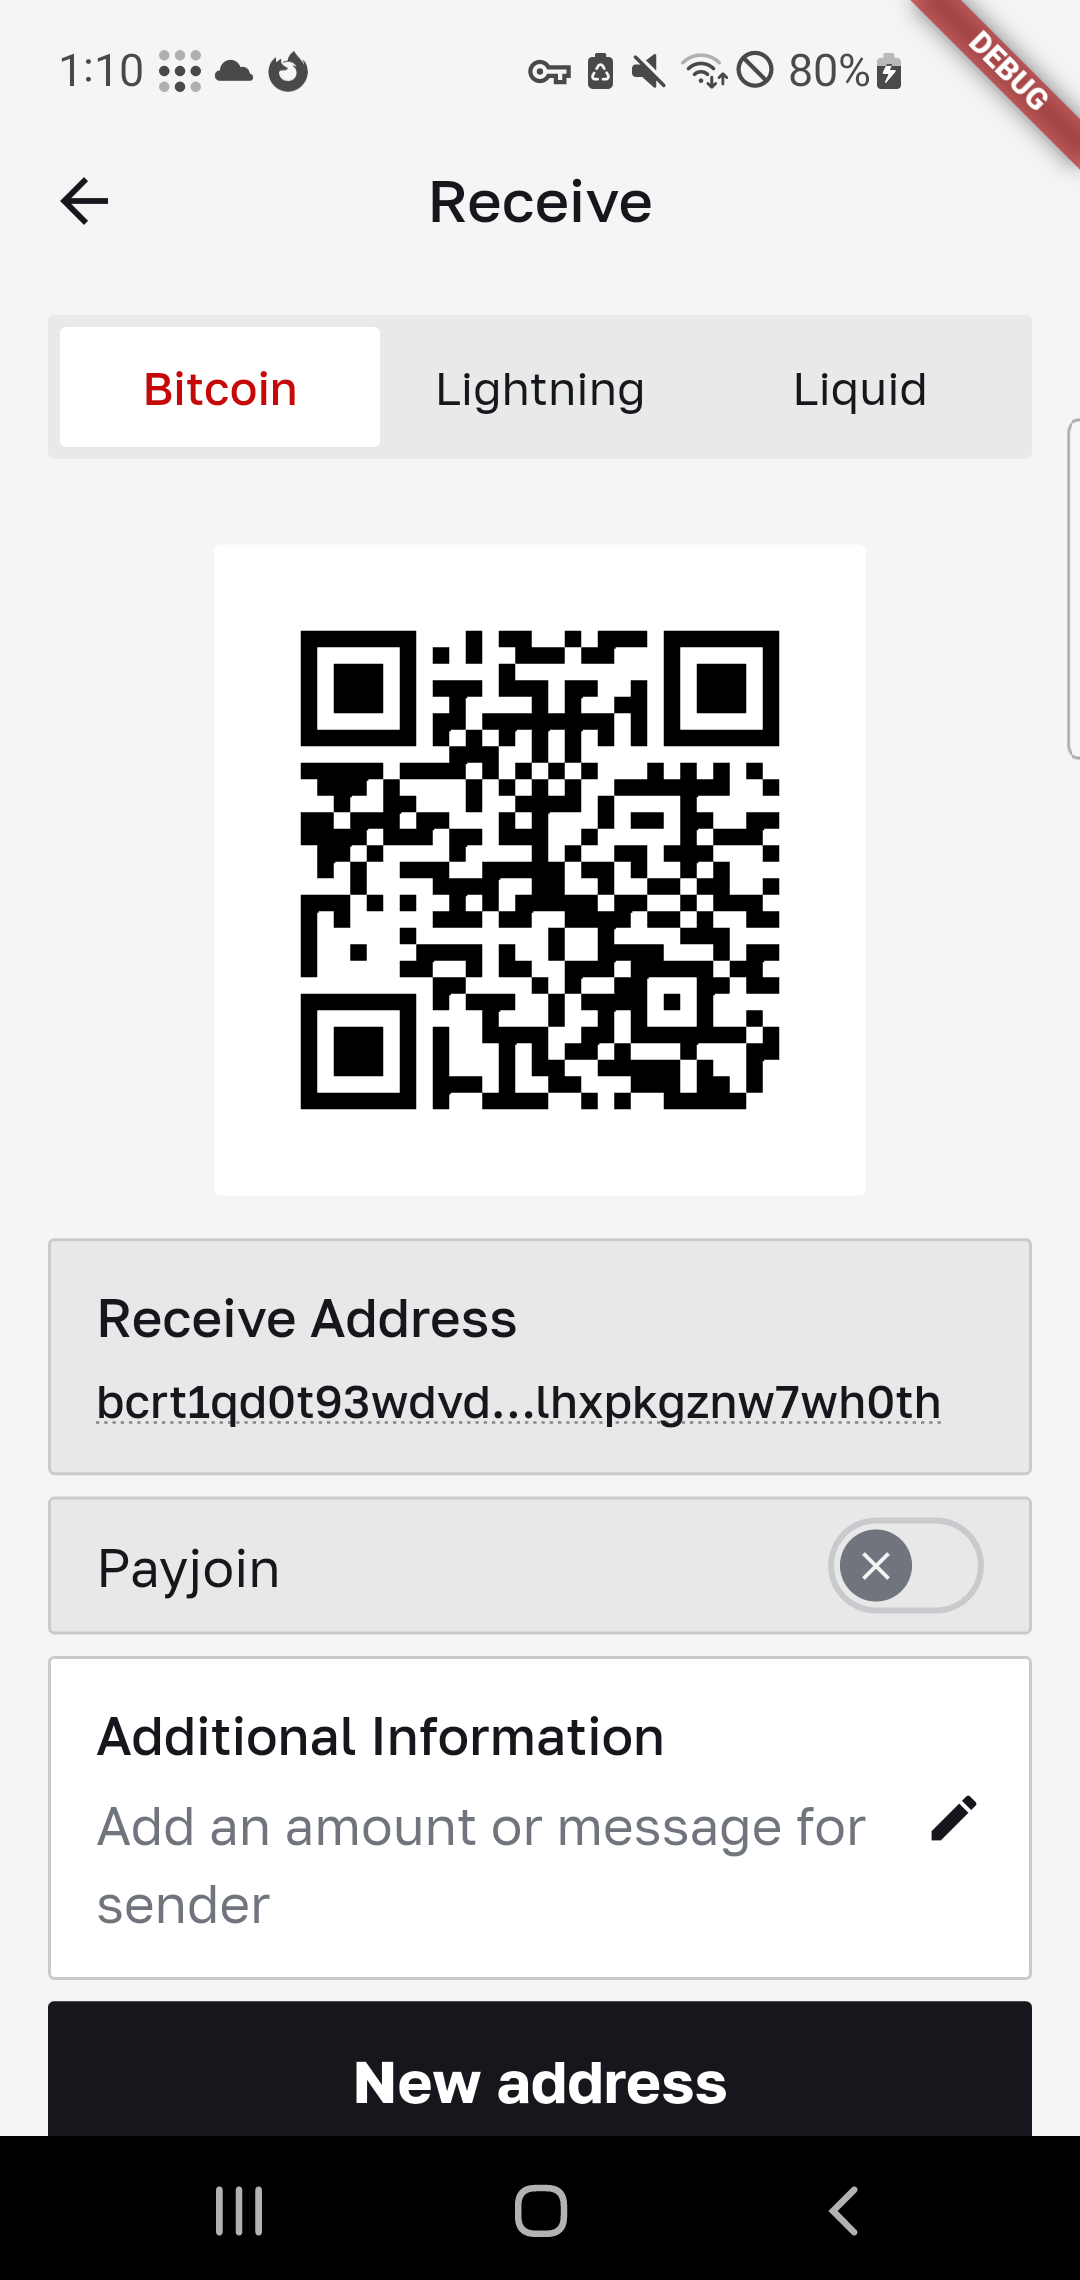 1:10
80%
DEBUG
Receive
Bitcoin
Lightning
Liquid
Receive Address
bcrt1qd0t93wdvd...lhxpkgznw7wh0th
Payjoin
Additional Information
Add an amount or message for
sender
New address